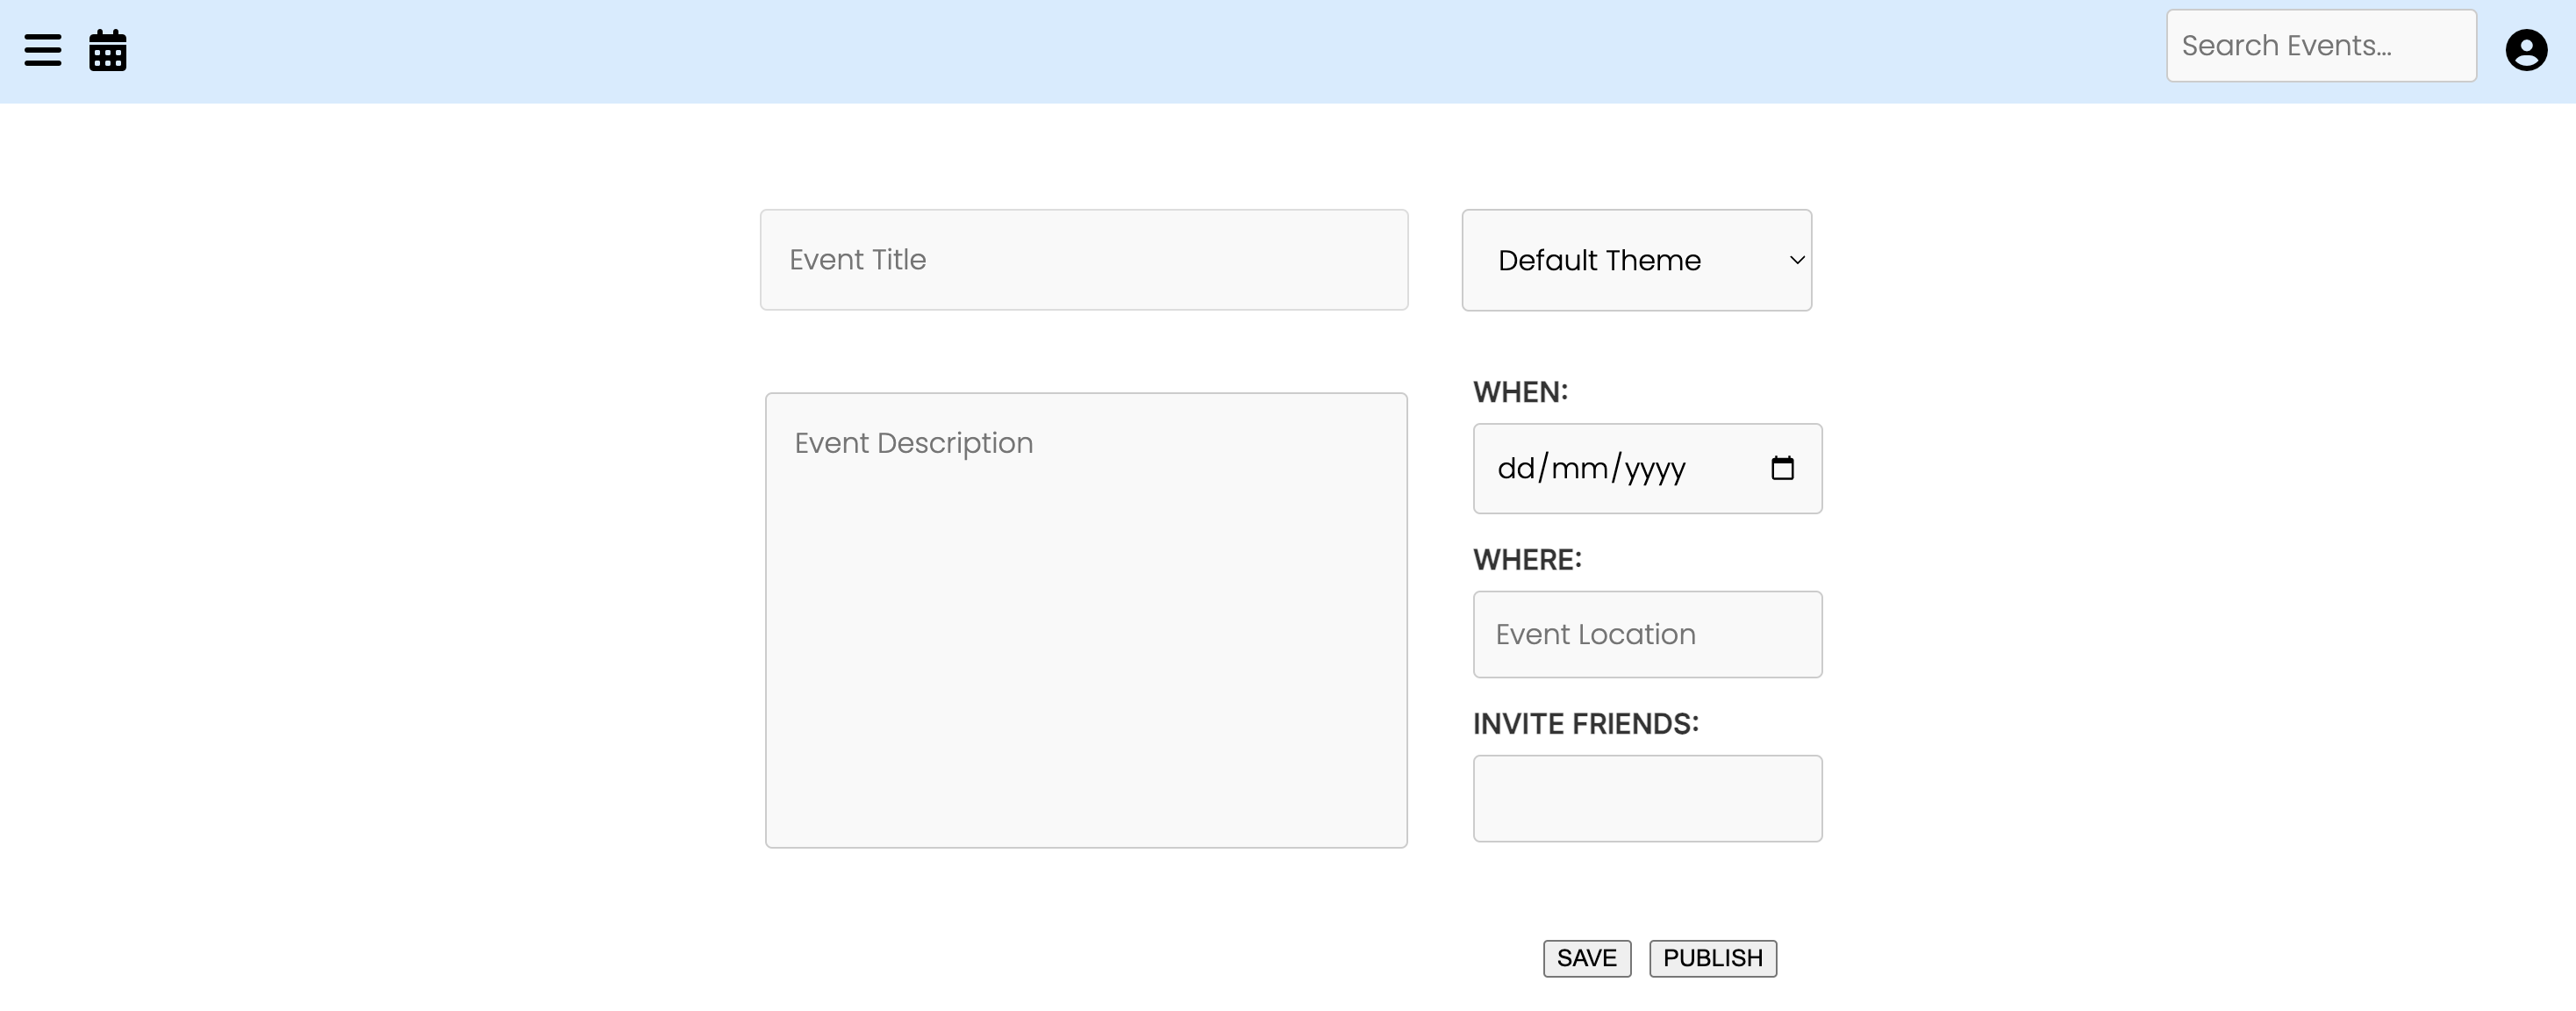 Search Events...
Event Title
Default Theme
WHEN:
Event Description
dd/mm/yyyy
WHERE:
Event Location
INVITE FRIENDS:
SAVE
PUBLISH